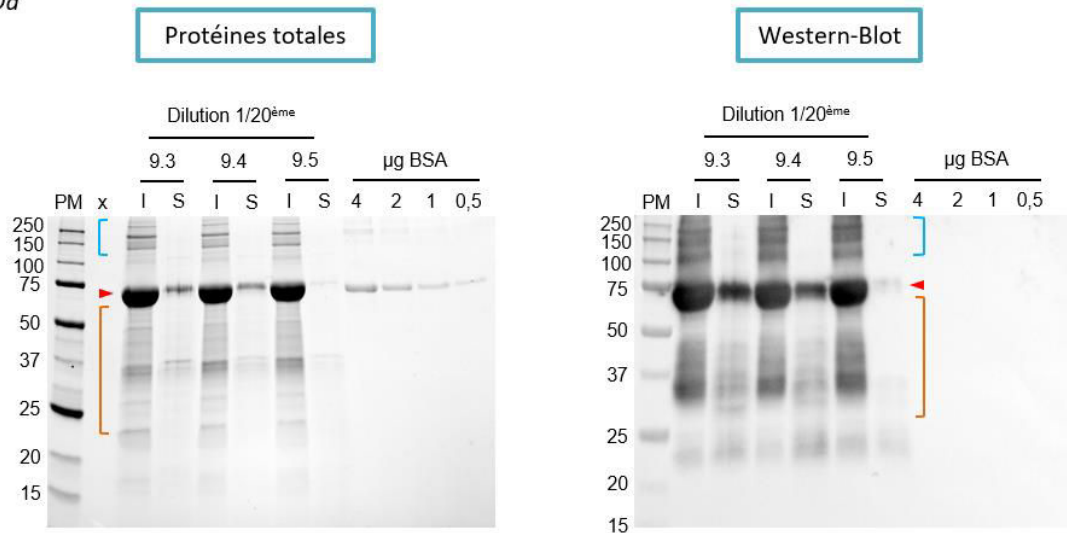 Da
Protéines totales
Dilution 1/20ème
9.3 9.4 9.5 µg BSA
PM x I S I S I S 4 2 1 0,5
250
150
100
75
50
37
25
20
15
Western-Blot
Dilution 1/20ème
9.3 9.4 9.5 µg BSA
PM I S I S I S 4 2 1 0,5
250
150
100
75
50
37
25
20
15